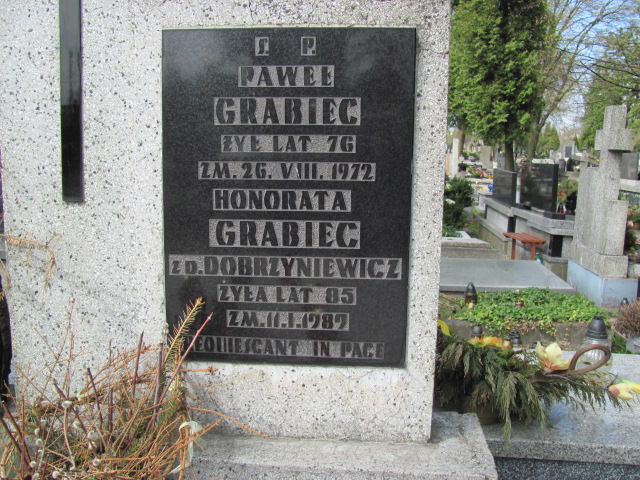 Ś. P.
PAWEŁ
GRABIEC
ŻYŁ LAT 76
ZM. 26. VIII. 1972
HONORATA
GRABIEC
Z D. DOBRZYNIEWICZ
ŻYŁA LAT 85
ZM. 11. I. 1989
REQUIESCANT IN PACE